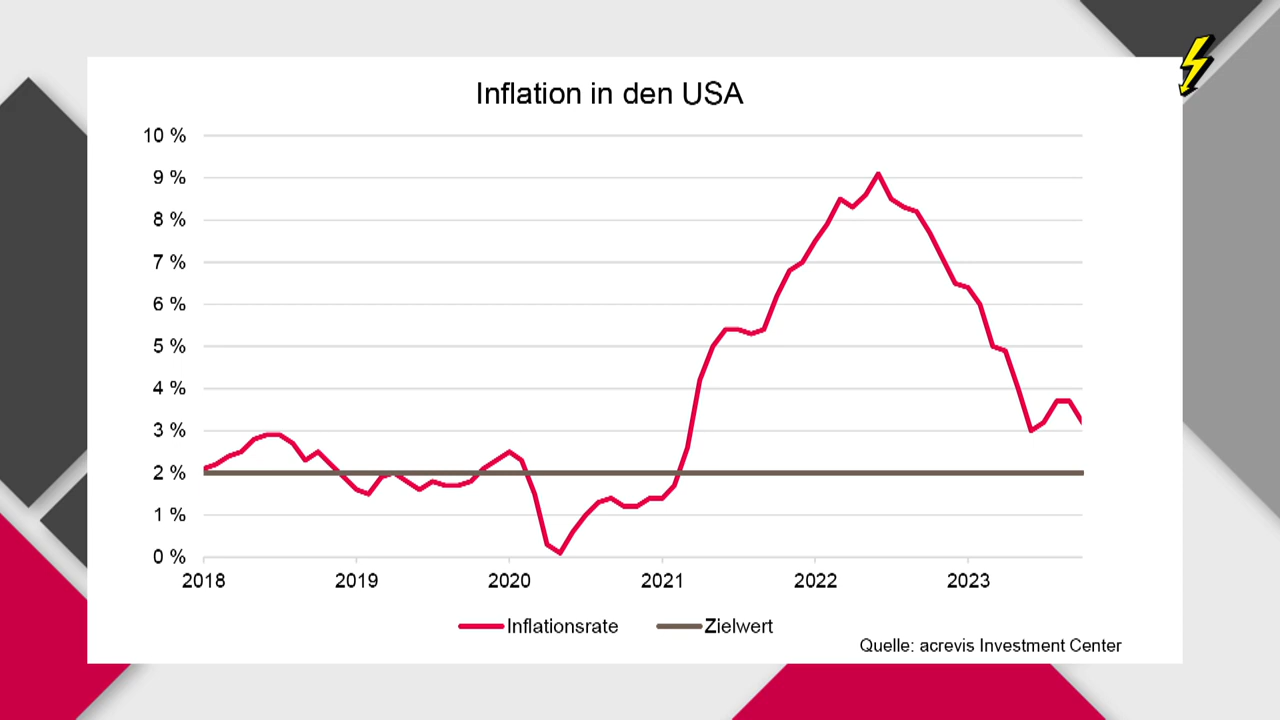 Inflation in den USA
10 %
9 %
8 %
7 %
6 %
5 %
4 %
3 %
2 %
1 %
0 %
2018 2019 2020 2021 2022 2023
Inflationsrate Zielwert
Quelle: acrevis Investment Center